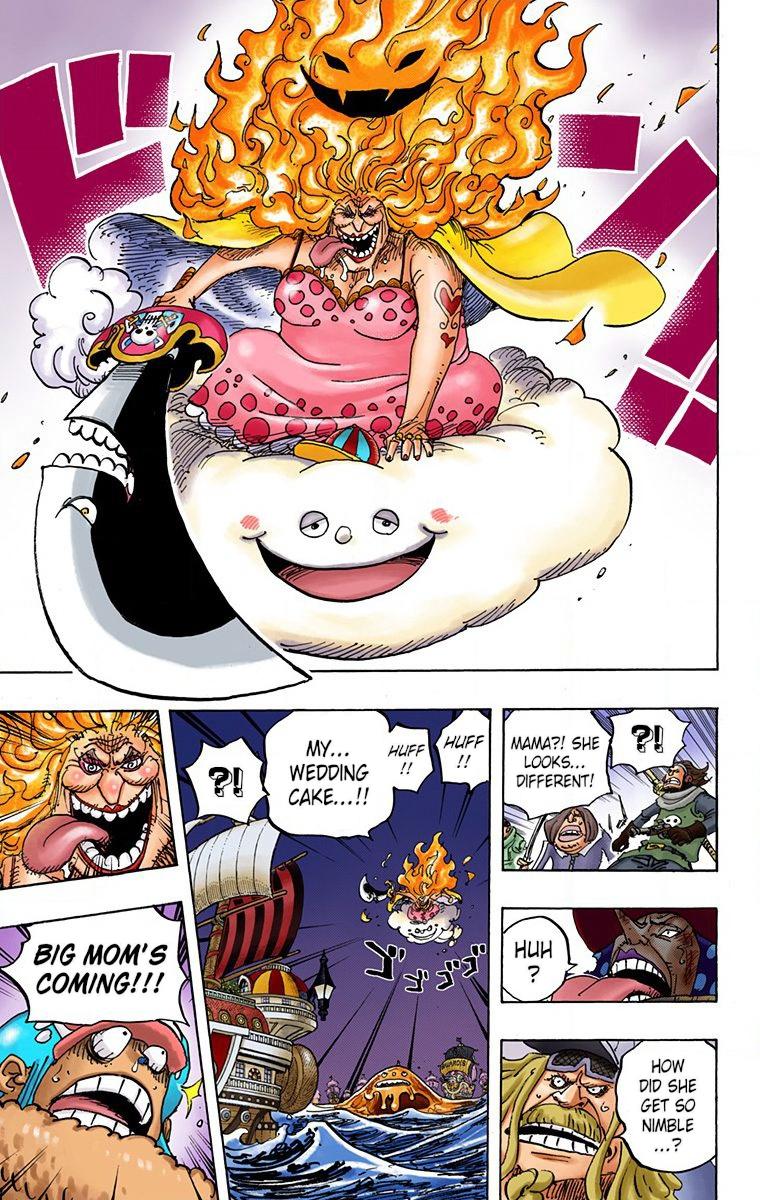 ドン!!
?!
MAMA?! SHE
LOOKS...
DIFFERENT!
HUH
?
HOW
DID SHE
GET SO
NIMBLE
...?
HUFF
!!
HUFF
!!
MY...
WEDDING
CAKE...!!
?!
ゴゴゴゴ
BIG MOM'S
COMING!!!